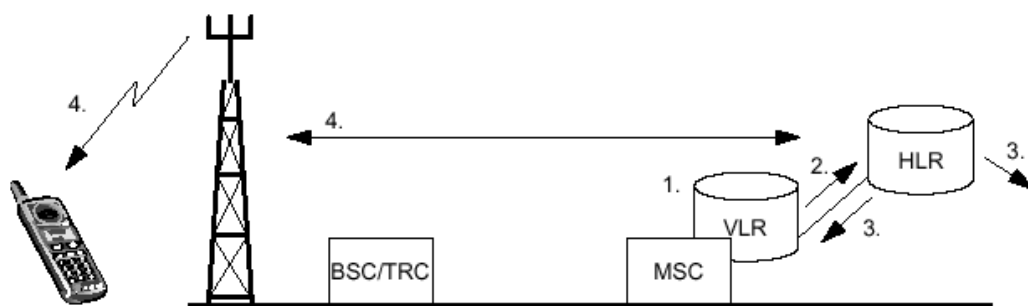 4.
4.
1.
2.
3.
3.
HLR
VLR
BSC/TRC
MSC